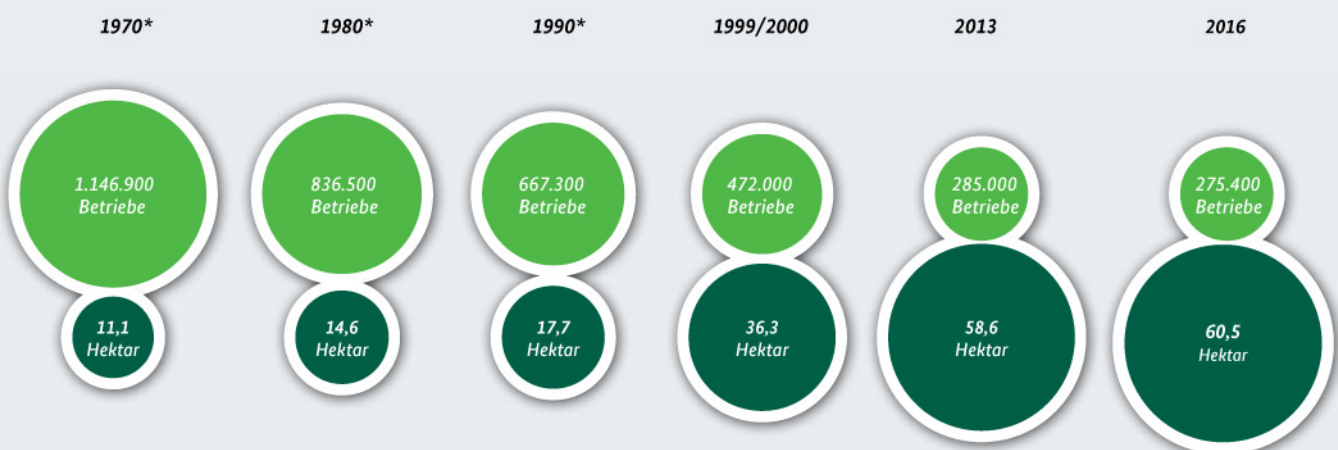 1970*
1980*
1990*
1999/2000
2013
2016
1.146.900
Betriebe
836.500
Betriebe
667.300
Betriebe
472.000
Betriebe
285.000
Betriebe
275.400
Betriebe
11,1
Hektar
14,6
Hektar
17,7
Hektar
36,3
Hektar
58,6
Hektar
60,5
Hektar